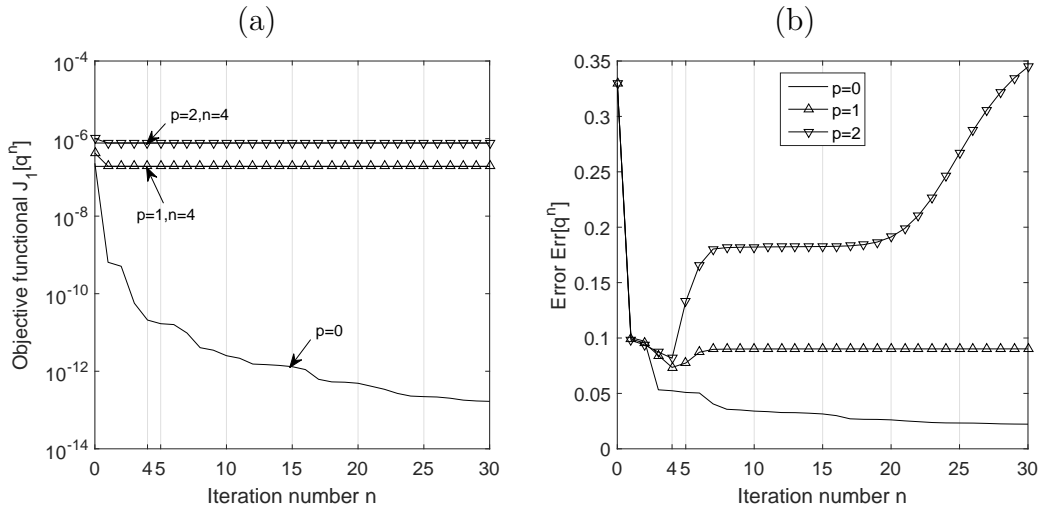 (a)
10^-4
10^-6
10^-8
10^-10
10^-12
10^-14
Objective functional J_1[q^n]
p=2,n=4
p=1,n=4
p=0
0 4 5 10 15 20 25 30
Iteration number n
(b)
0.35
0.3
0.25
0.2
0.15
0.1
0.05
0
Error Err[q^n]
p=0
p=1
p=2
0 4 5 10 15 20 25 30
Iteration number n